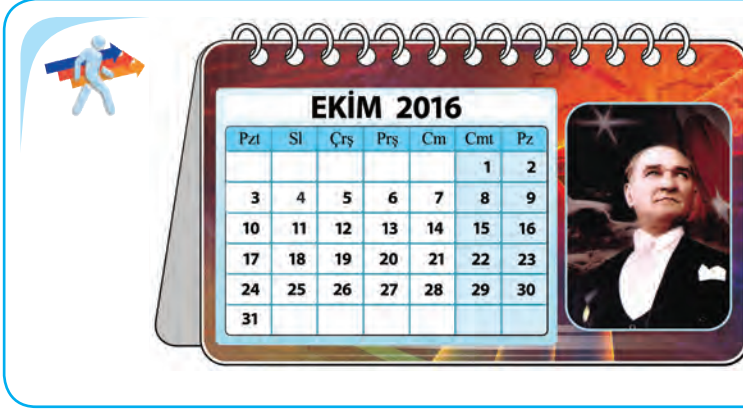 EKİM 2016
Pzt Sl Çrş Prş Cm Cmt Pz
1 2
3 4 5 6 7 8 9
10 11 12 13 14 15 16
17 18 19 20 21 22 23
24 25 26 27 28 29 30
31